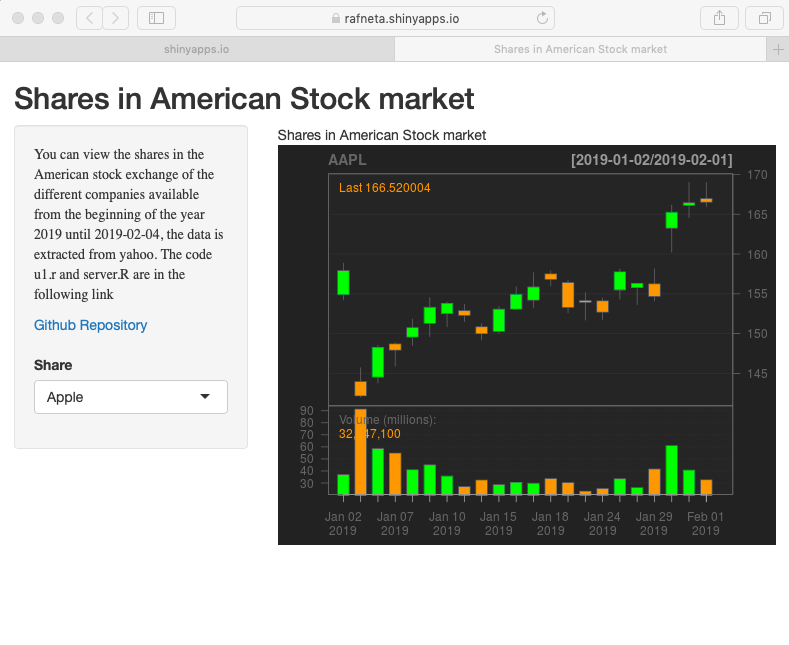 rafneta.shinyapps.io
shinyapps.io
Shares in American Stock market
Shares in American Stock market
You can view the shares in the
American stock exchange of the
different companies available
from the beginning of the year
2019 until 2019-02-04, the data is
extracted from yahoo. The code
u1.r and server.R are in the
following link
Github Repository
Share
Apple
Shares in American Stock market
AAPL [2019-01-02/2019-02-01]
Last 166.520004
170
165
160
155
150
145
Volume (millions):
90
80
70
60
50
40
30
Jan 02 Jan 07 Jan 10 Jan 15 Jan 18 Jan 24 Jan 29 Feb 01
2019 2019 2019 2019 2019 2019 2019 2019